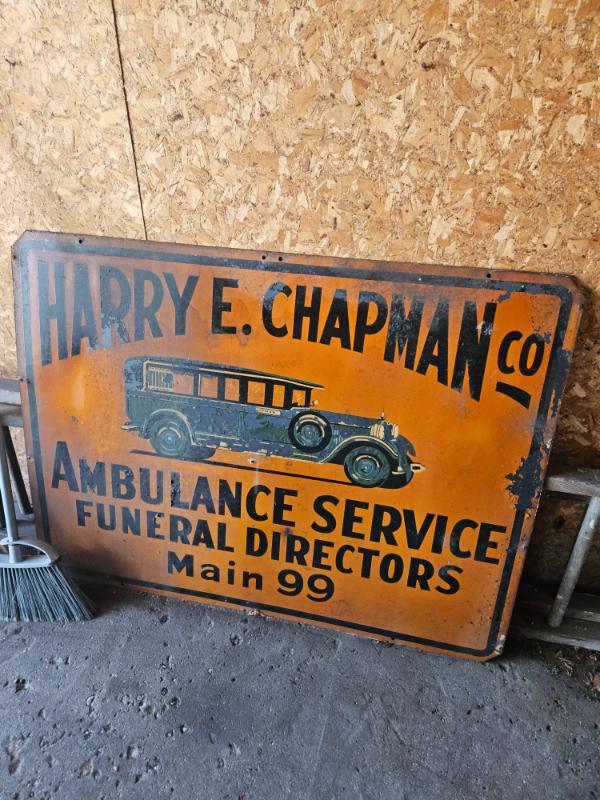 HARRY E. CHAPMAN CO
AMBULANCE SERVICE
FUNERAL DIRECTORS
Main 99